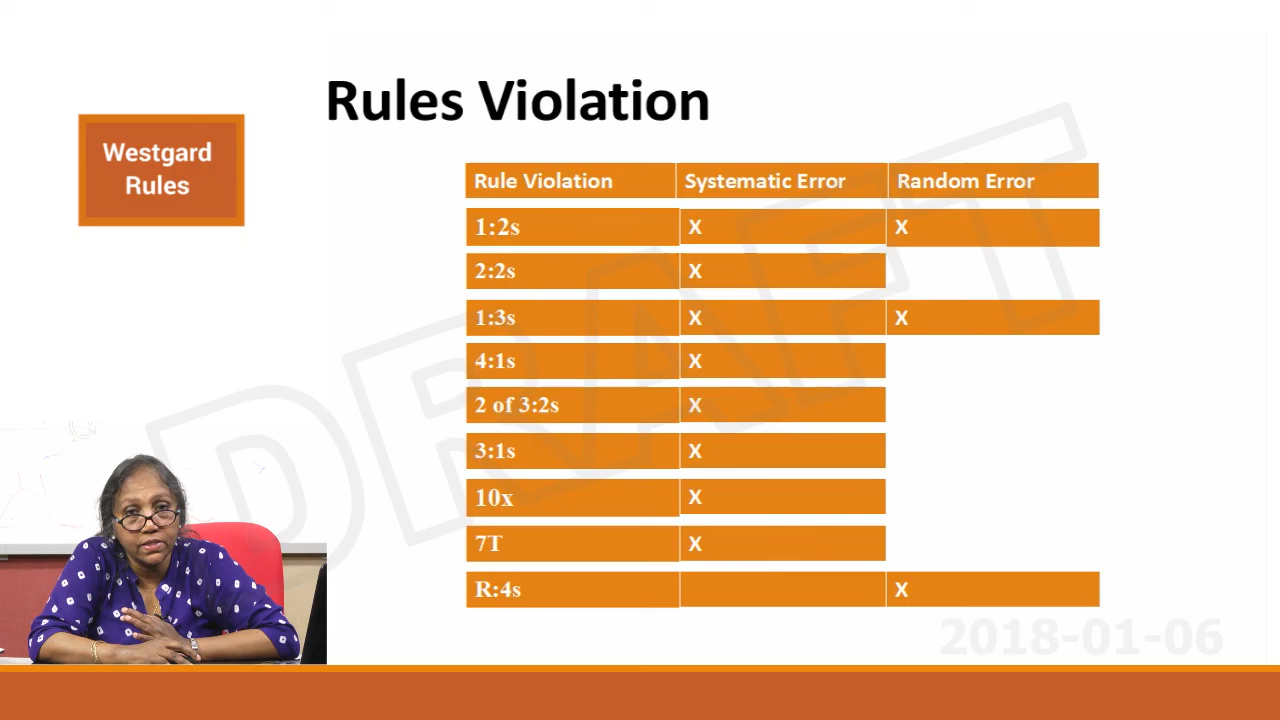 Rules Violation
Westgard
Rules
Rule Violation Systematic Error Random Error
1:2s X X
2:2s X
1:3s X X
4:1s X
2 of 3:2s X
3:1s X
10x X
7T X
R:4s X
DRAFT
2018-01-06